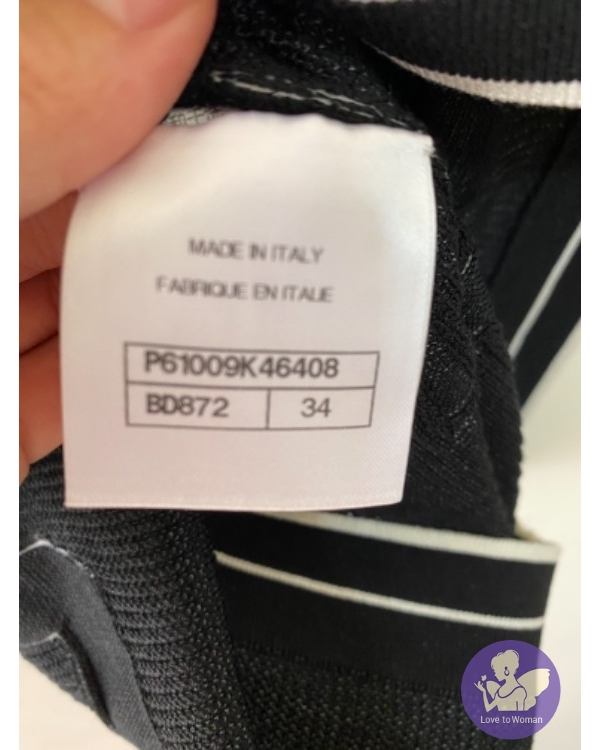 MADE IN ITALY
FABRIQUE EN ITALIE
P61009K46408
BD872 34
Love to Woman